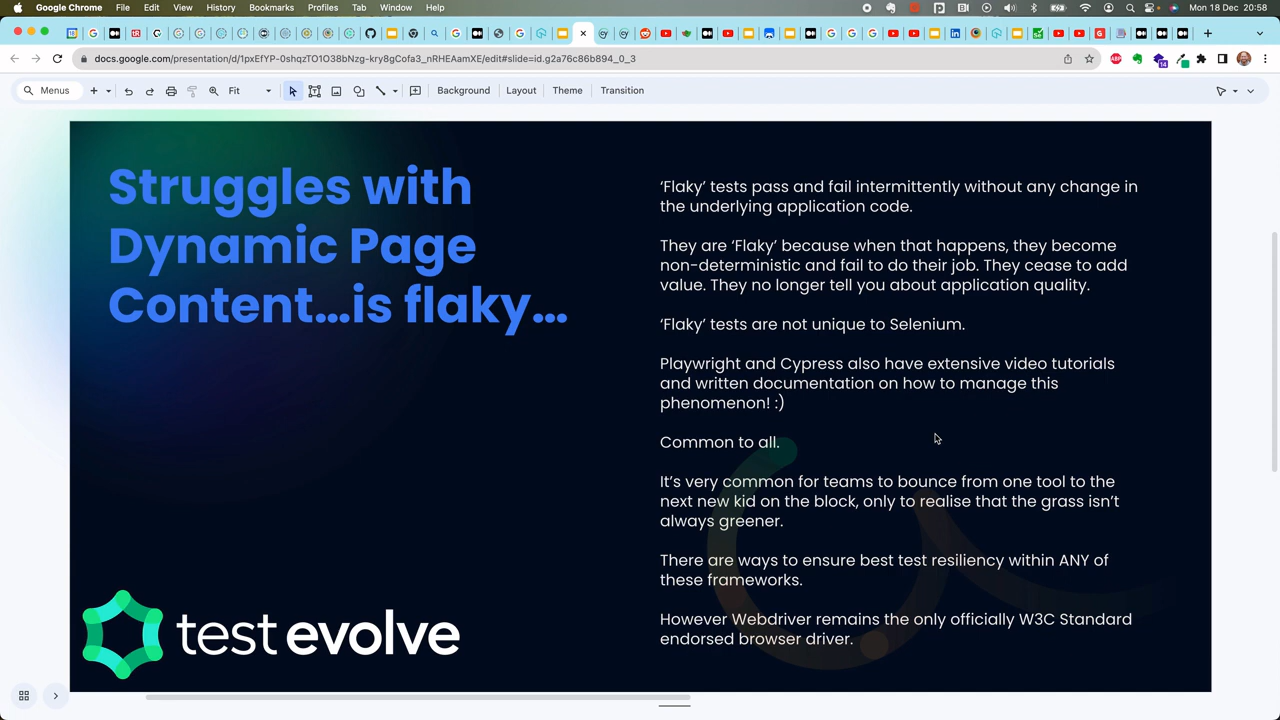 Google Chrome File Edit View History Bookmarks Profiles Tab Window Help
Mon 18 Dec 20:58
docs.google.com/presentation/d/1pxEfYP-0shqzTO1O38bNzg-kry8gCofa3_nRHEAamXE/edit#slide=id.g2a76c86b894_0_3
Menus
Fit
Background
Layout
Theme
Transition
Struggles with
Dynamic Page
Content...is flaky...
‘Flaky’ tests pass and fail intermittently without any change in
the underlying application code.
They are ‘Flaky’ because when that happens, they become
non-deterministic and fail to do their job. They cease to add
value. They no longer tell you about application quality.
‘Flaky’ tests are not unique to Selenium.
Playwright and Cypress also have extensive video tutorials
and written documentation on how to manage this
phenomenon! :)
Common to all.
It’s very common for teams to bounce from one tool to the
next new kid on the block, only to realise that the grass isn’t
always greener.
There are ways to ensure best test resiliency within ANY of
these frameworks.
However Webdriver remains the only officially W3C Standard
endorsed browser driver.
test evolve